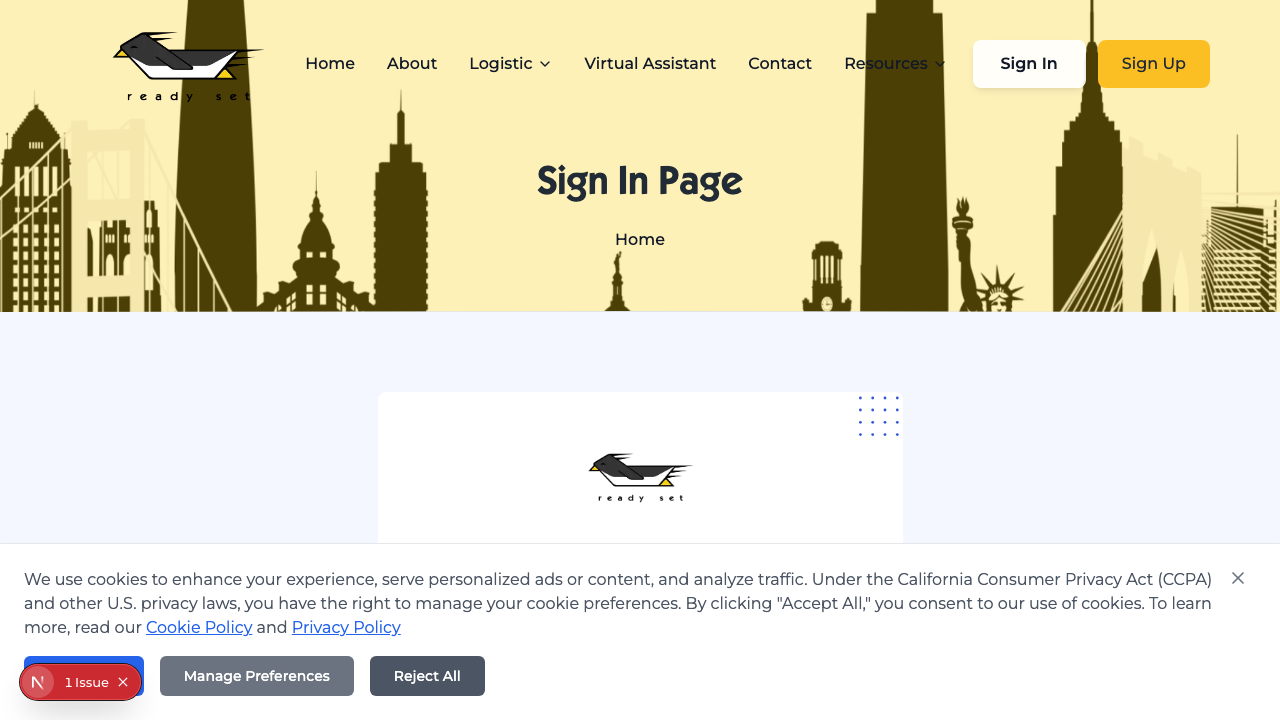 ready set
Home
About
Logistic
Virtual Assistant
Contact
Resources
Sign In
Sign Up
Sign In Page
Home
ready set
We use cookies to enhance your experience, serve personalized ads or content, and analyze traffic. Under the California Consumer Privacy Act (CCPA)
and other U.S. privacy laws, you have the right to manage your cookie preferences. By clicking "Accept All," you consent to our use of cookies. To learn
more, read our Cookie Policy and Privacy Policy
1 Issue
Manage Preferences
Reject All